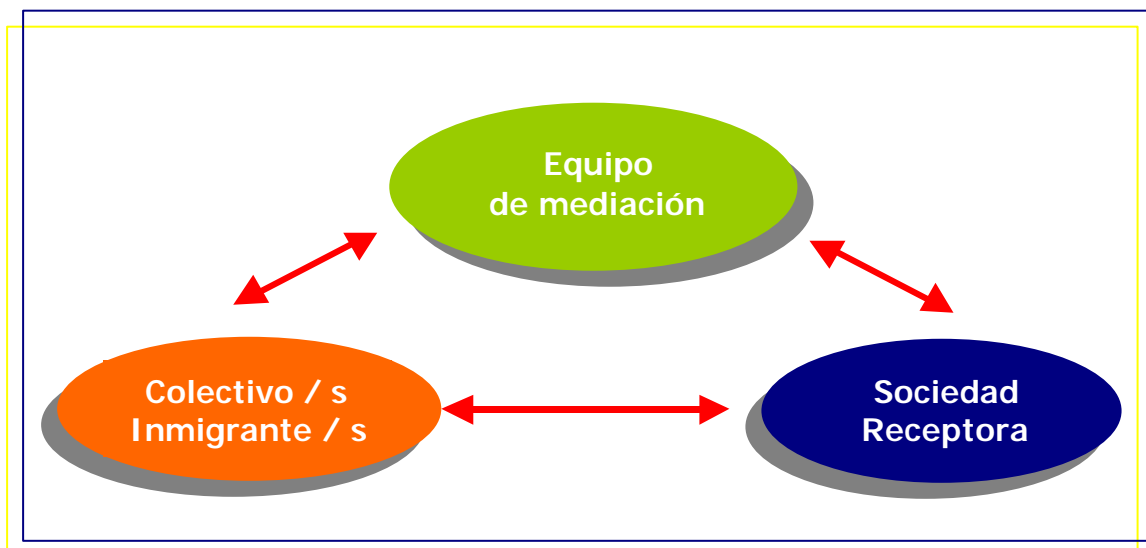 Equipo
de mediación
Colectivo / s
Inmigrante / s
Sociedad
Receptora